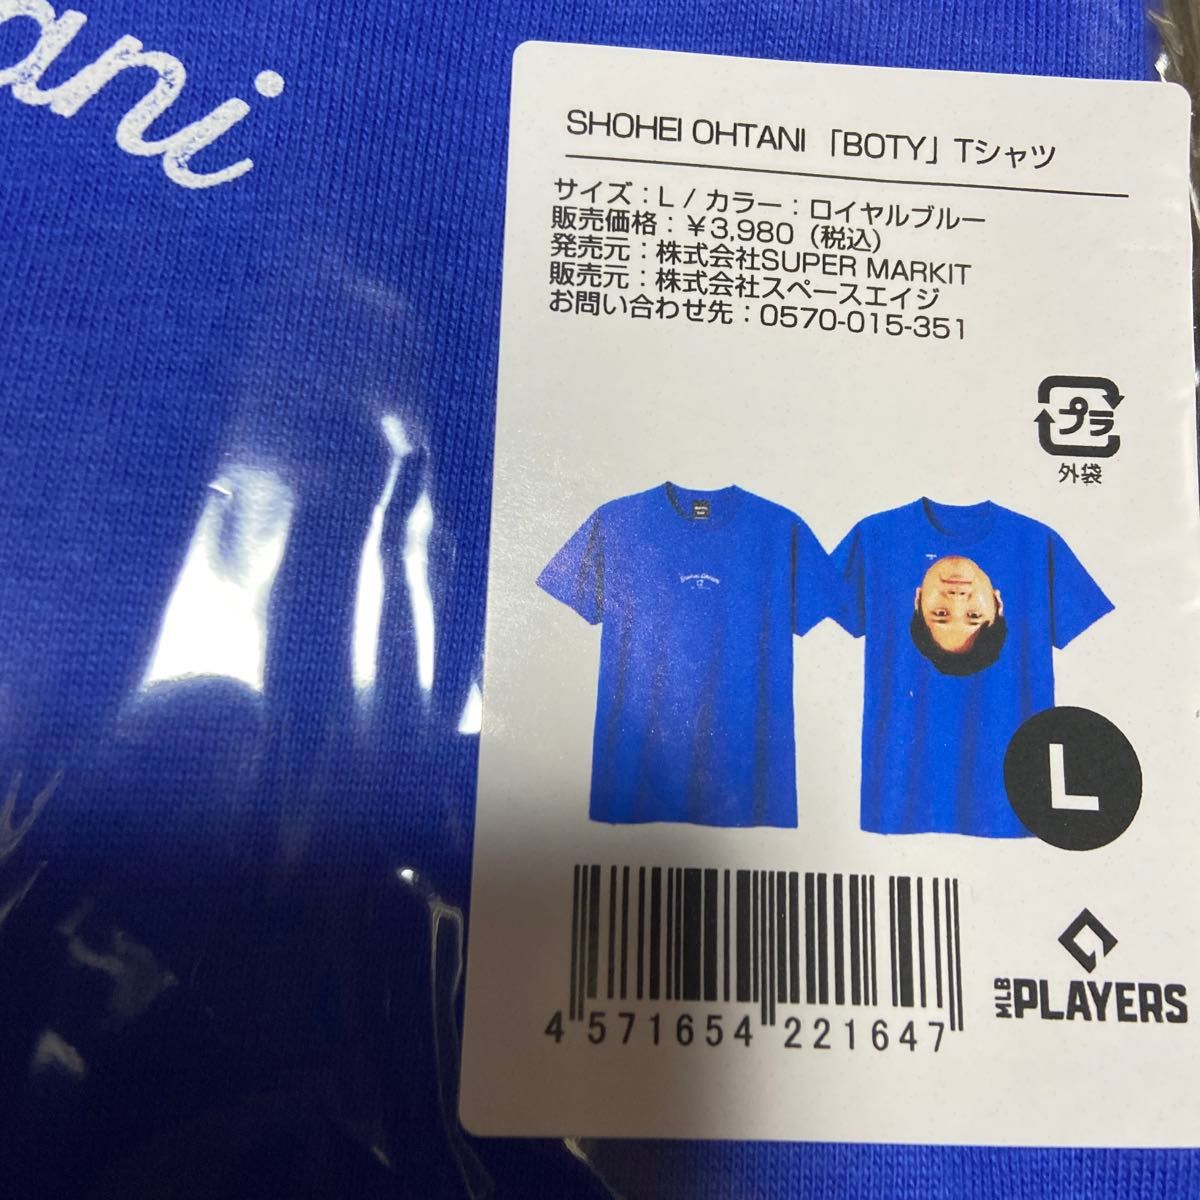 ani
SHOHEI OHTANI「BOTY」Tシャツ
サイズ：L / カラー：ロイヤルブルー
販売価格：￥3,980（税込）
発売元：株式会社SUPER MARKIT
販売元：株式会社スペースエイジ
お問い合わせ先：0570-015-351
プラ
外袋
Shohei Ohtani
17
L
4 571654 221647
MLB PLAYERS